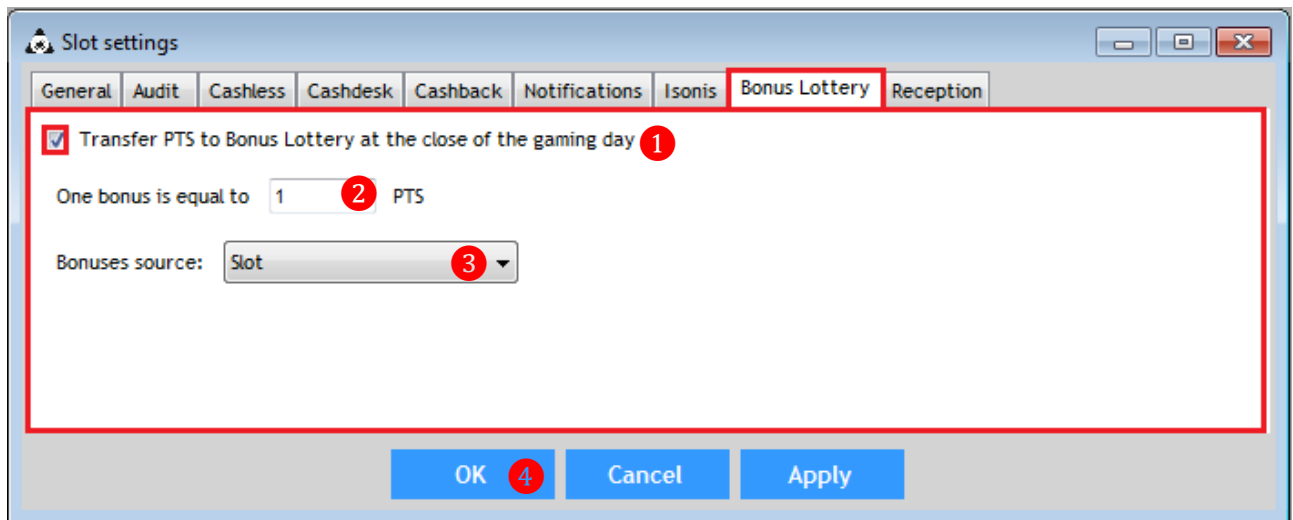 Slot settings
General Audit Cashless Cashdesk Cashback Notifications Isonis Bonus Lottery Reception
Transfer PTS to Bonus Lottery at the close of the gaming day 1
One bonus is equal to 1 2 PTS
Bonuses source: Slot 3
OK 4 Cancel Apply